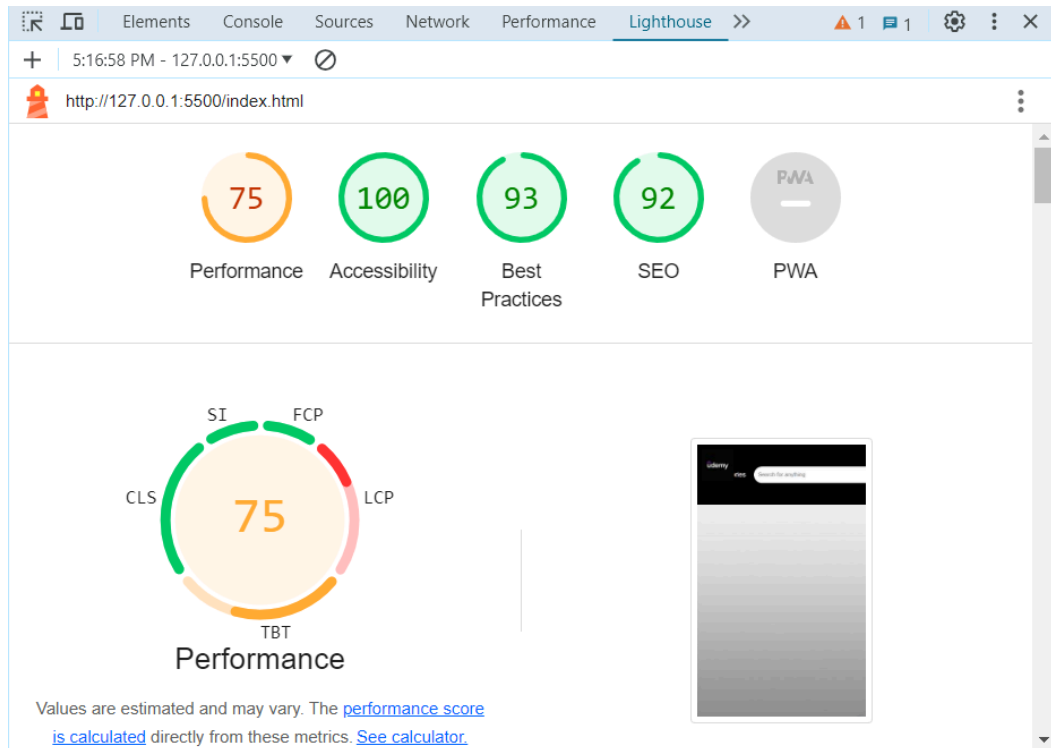 Elements Console Sources Network Performance Lighthouse 1 1
5:16:58 PM - 127.0.0.1:5500
http://127.0.0.1:5500/index.html
75 100 93 92 PWA
Performance Accessibility Best Practices SEO PWA
SI FCP
CLS LCP
75
TBT
Performance
Values are estimated and may vary. The performance score
is calculated directly from these metrics. See calculator.
udemy
ries Search for anything